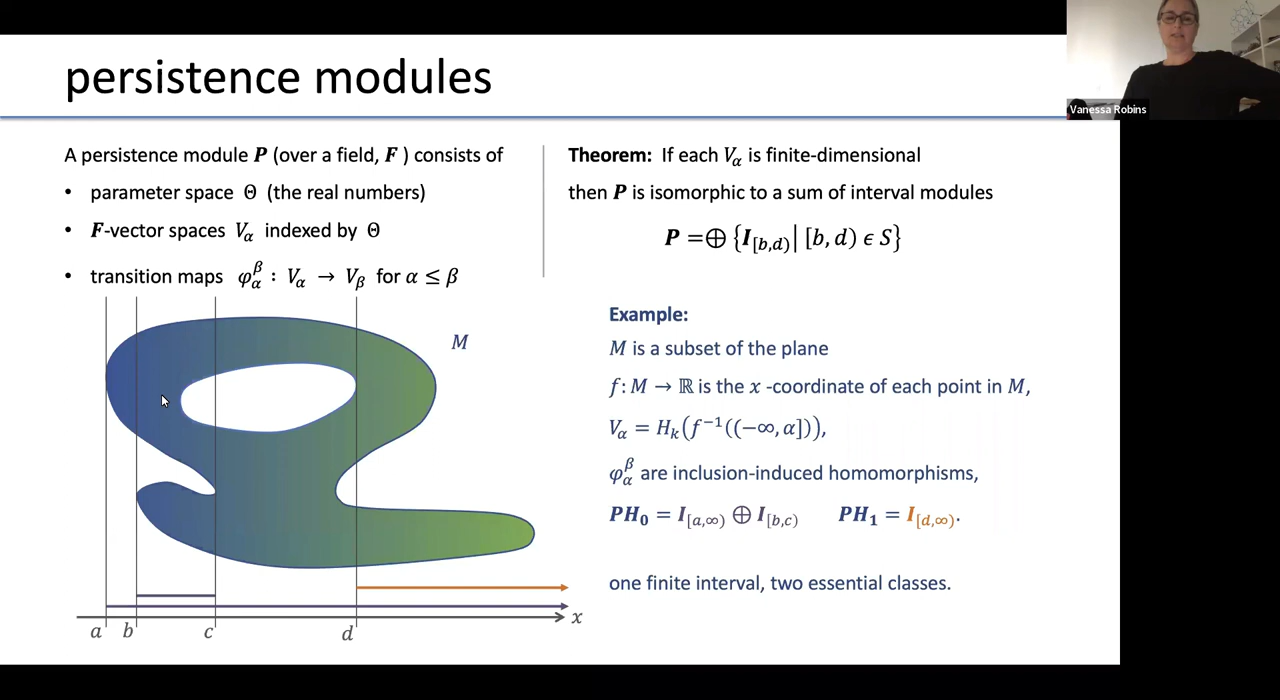 persistence modules
Vanessa Robins
A persistence module P (over a field, F ) consists of
• parameter space Θ (the real numbers)
• F-vector spaces V_α indexed by Θ
• transition maps φ_α^β : V_α → V_β for α ≤ β
Theorem: If each V_α is finite-dimensional
then P is isomorphic to a sum of interval modules
P =⊕ {I_[b,d)| [b, d) ϵ S}
M
a
b
c
d
x
Example:
M is a subset of the plane
f: M → ℝ is the x -coordinate of each point in M,
V_α = H_k(f⁻¹((−∞, α])),
φ_α^β are inclusion-induced homomorphisms,
PH_0 = I_[a,∞) ⊕ I_[b,c) PH_1 = I_[d,∞).
one finite interval, two essential classes.